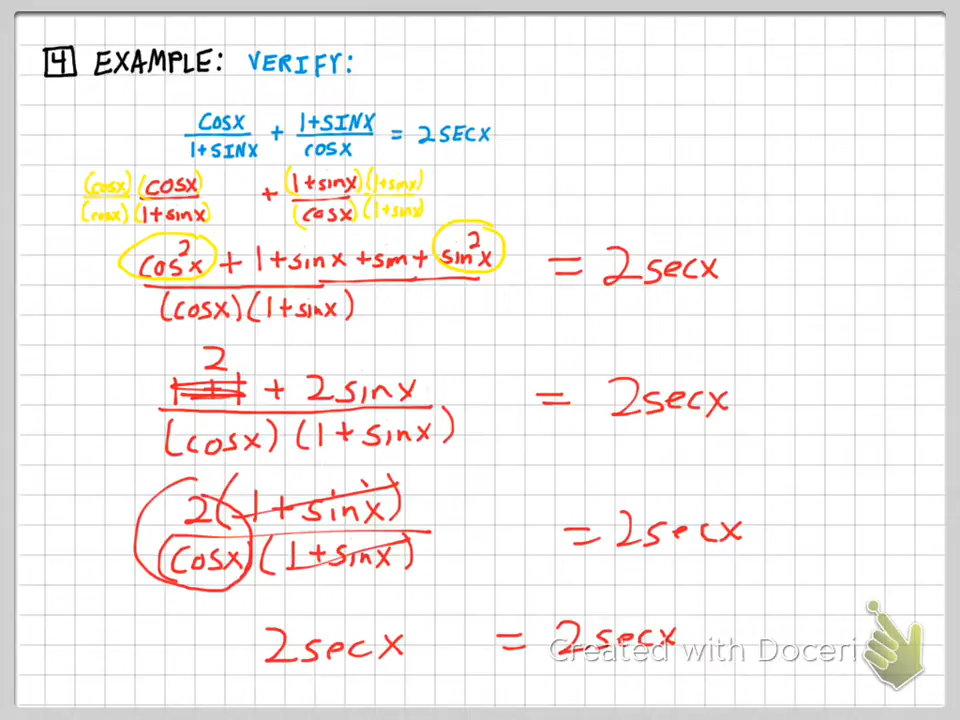 4 EXAMPLE: VERIFY:
COSX/1+SINX + 1+SINX/COSX = 2SECX
(cosx)(cosx)/(cosx)(1+sinx) + (1+sinx)(1+sinx)/(cosx)(1+sinx)
cos²x + 1+sinx +sin+ sin²x/(cosx)(1+sinx) = 2secx
2 + 2sinx/(cosx)(1+sinx) = 2secx
2(1+sinx)/cosx(1+sinx) = 2secx
2secx = 2secx
Created with Doceri